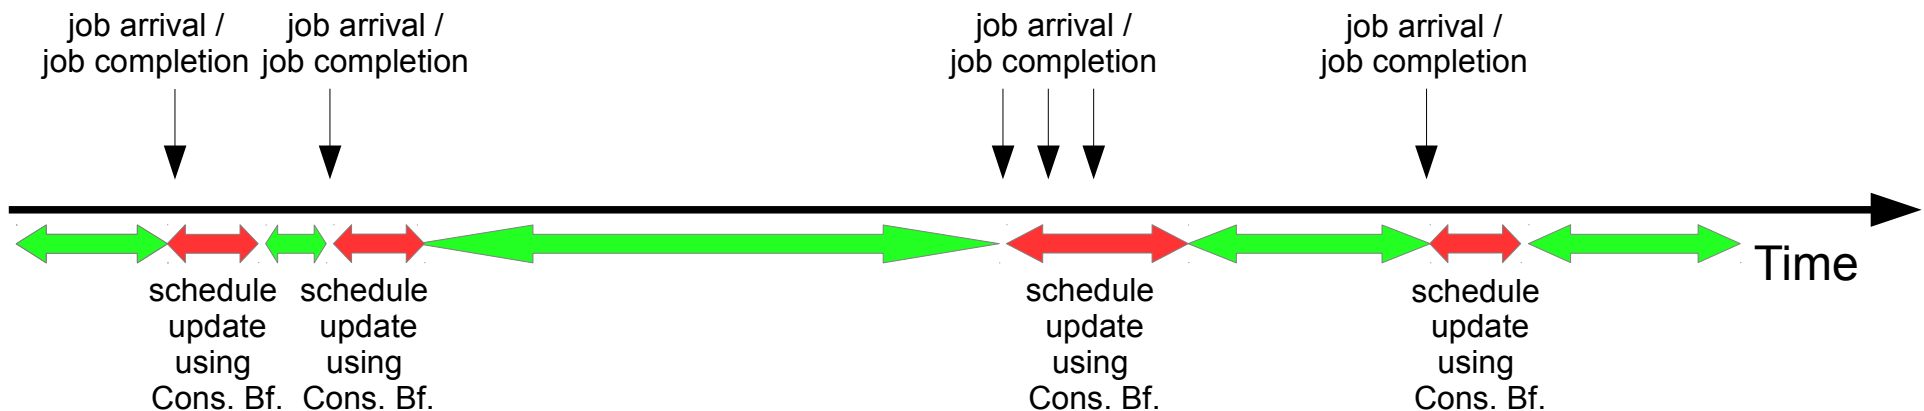 job arrival /
job completion
job arrival /
job completion
job arrival /
job completion
job arrival /
job completion
Time
schedule
update
using
Cons. Bf.
schedule
update
using
Cons. Bf.
schedule
update
using
Cons. Bf.
schedule
update
using
Cons. Bf.